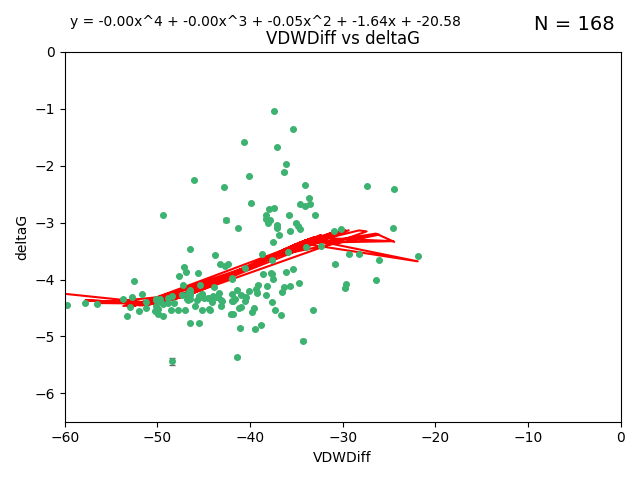 y = -0.00x^4 + -0.00x^3 + -0.05x^2 + -1.64x + -20.58
N = 168
VDWDiff vs deltaG
0
−1
−2
−3
−4
−5
−6
deltaG
−60 −50 −40 −30 −20 −10 0
VDWDiff